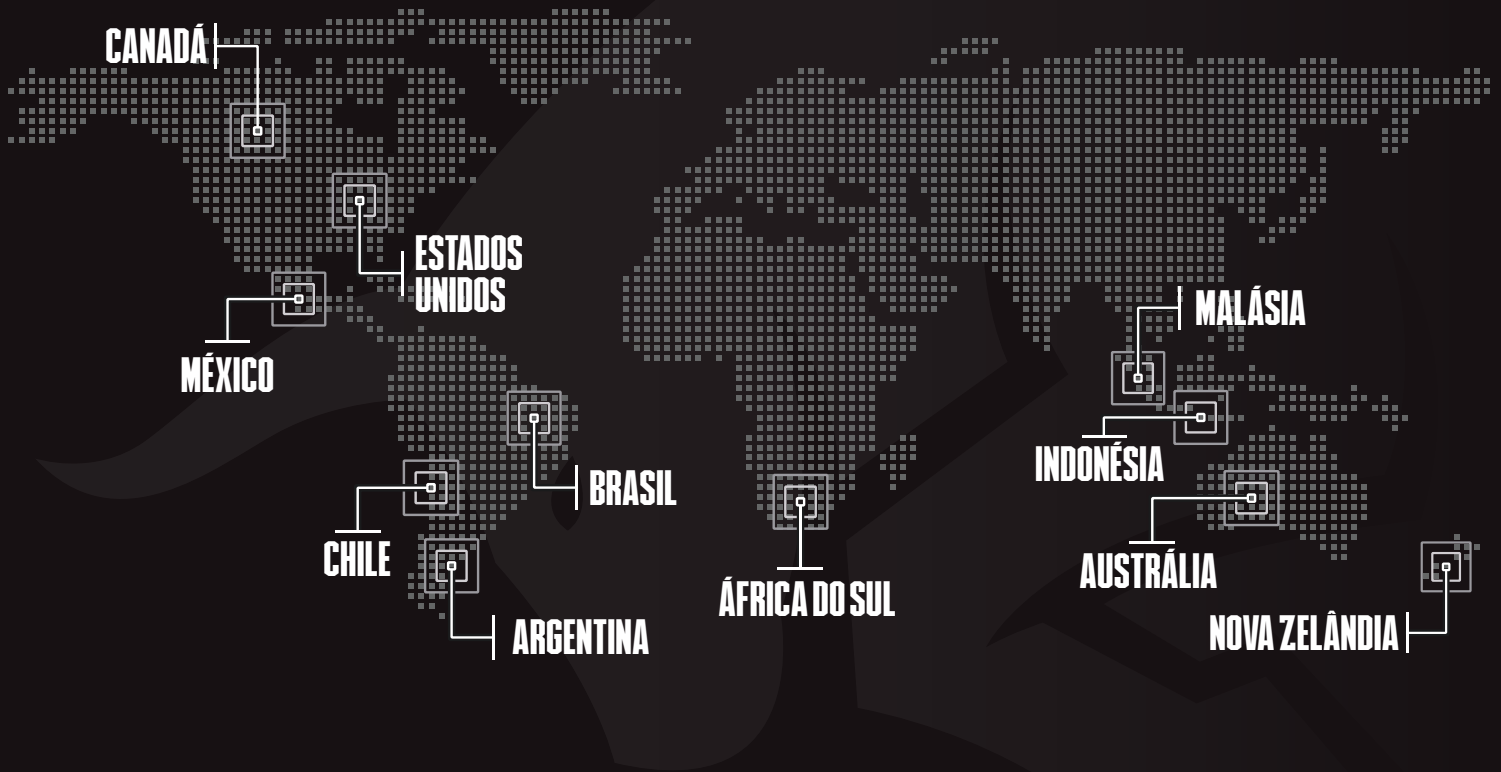 CANADÁ
ESTADOS
UNIDOS
MALÁSIA
MÉXICO
INDONÉSIA
BRASIL
CHILE
AUSTRÁLIA
ÁFRICA DO SUL
ARGENTINA
NOVA ZELÂNDIA